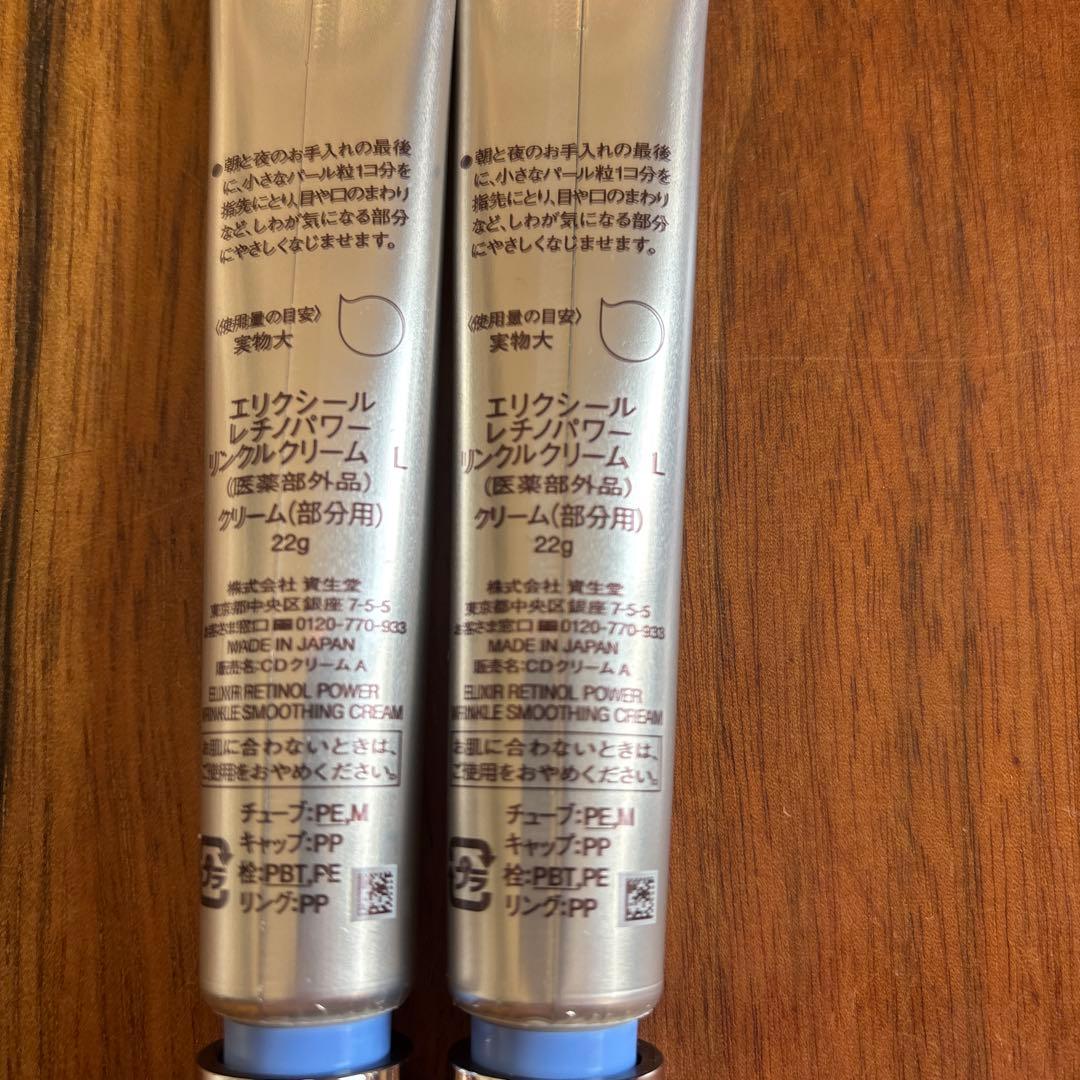 ●朝と夜のお手入れの最後
に、小さなパール粒1コ分を
指先にとり、目や口のまわり
など、しわが気になる部分
にやさしくなじませます。
〈使用量の目安〉
実物大
エリクシール
レチノパワー
リンクルクリーム L
(医薬部外品)
クリーム(部分用)
22g
株式会社 資生堂
東京都中央区銀座 7-5-5
お客さま窓口 0120-770-933
MADE IN JAPAN
販売名:CDクリーム A
ELIXIR RETINOL POWER
WRINKLE SMOOTHING CREAM
お肌に合わないときは、
ご使用をおやめください。
チューブ:PE,M
キャップ:PP
プラ 栓:PBT,PE
リング:PP
●朝と夜のお手入れの最後
に、小さなパール粒1コ分を
指先にとり、目や口のまわり
など、しわが気になる部分
にやさしくなじませます。
〈使用量の目安〉
実物大
エリクシール
レチノパワー
リンクルクリーム L
(医薬部外品)
クリーム(部分用)
22g
株式会社 資生堂
東京都中央区銀座 7-5-5
お客さま窓口 0120-770-933
MADE IN JAPAN
販売名:CDクリーム A
ELIXIR RETINOL POWER
WRINKLE SMOOTHING CREAM
お肌に合わないときは、
ご使用をおやめください。
チューブ:PE,M
キャップ:PP
プラ 栓:PBT,PE
リング:PP